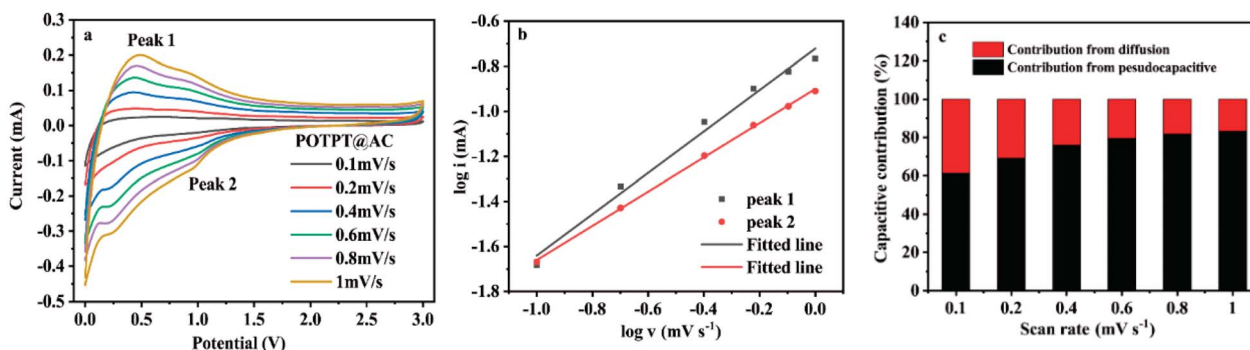 a
Peak 1
Peak 2
POTPT@AC
0.1mV/s
0.2mV/s
0.4mV/s
0.6mV/s
0.8mV/s
1mV/s
0.3
0.2
0.1
0.0
-0.1
-0.2
-0.3
-0.4
-0.5
Current (mA)
0.0 0.5 1.0 1.5 2.0 2.5 3.0
Potential (V)
b
-0.6
-0.8
-1.0
-1.2
-1.4
-1.6
-1.8
log i (mA)
peak 1
peak 2
Fitted line
Fitted line
-1.0 -0.8 -0.6 -0.4 -0.2 0.0
log v (mV s⁻¹)
c
Contribution from diffusion
Contribution from pesudocapacitive
140
120
100
80
60
40
20
0
Capacitive contribution (%)
0.1 0.2 0.4 0.6 0.8 1
Scan rate (mV s⁻¹)